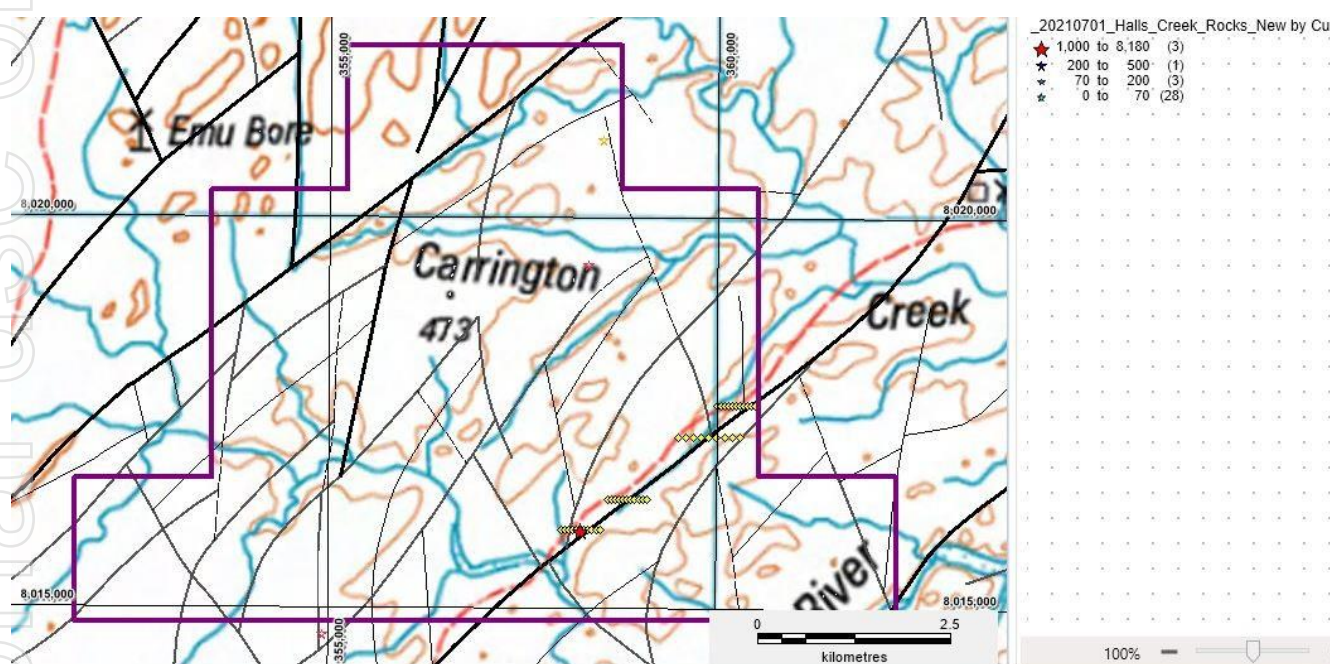 _20210701_Halls_Creek_Rocks_New by Cu
1,000 to 8,180 (3)
200 to 500 (1)
70 to 200 (3)
0 to 70 (28)
355,000
360,000
Emu Bore
8,020,000
8,020,000
Carrington
473
Creek
River
8,015,000
8,015,000
355,000
0 2.5
kilometres
100%